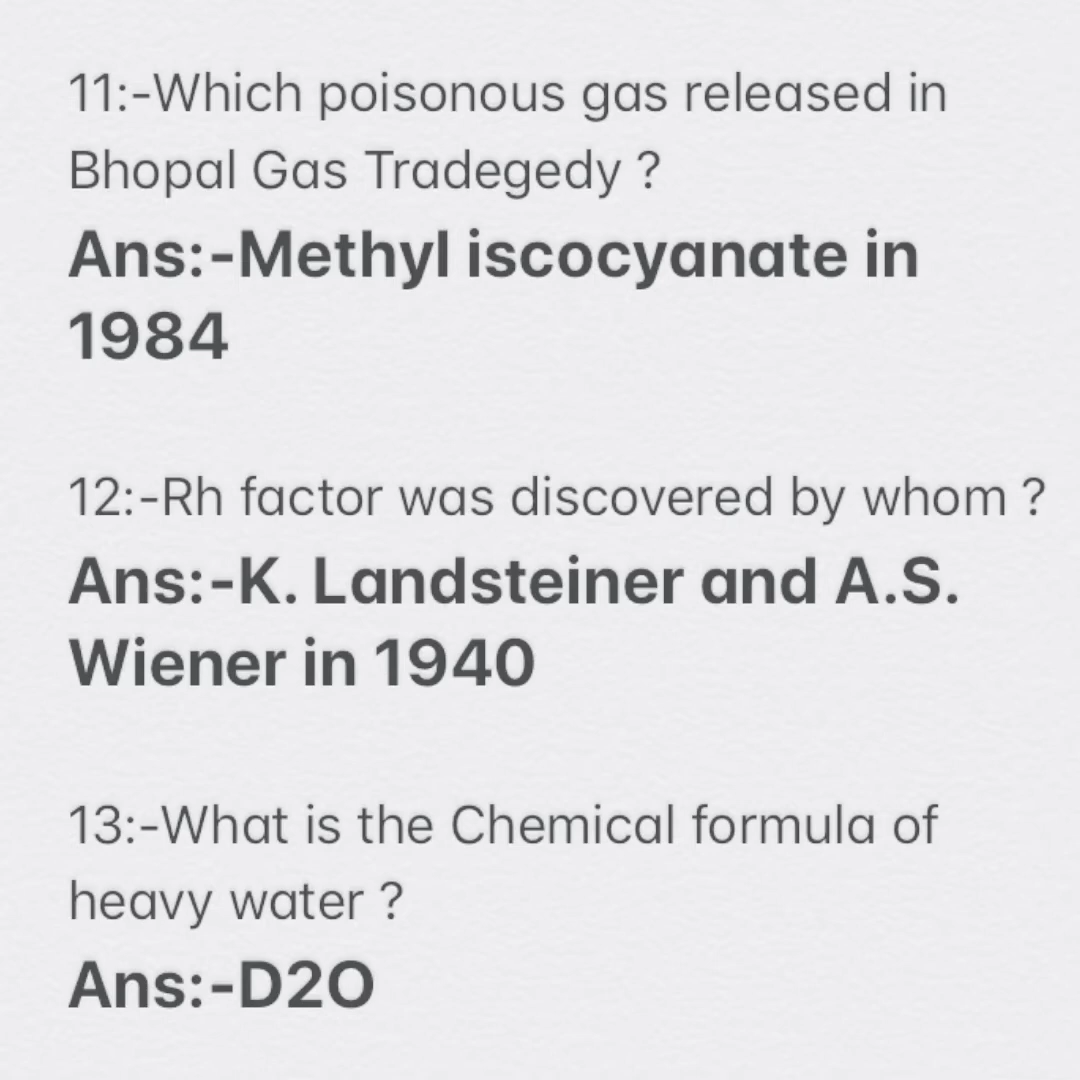 11:-Which poisonous gas released in
Bhopal Gas Tradegedy ?
Ans:-Methyl iscocyanate in
1984
12:-Rh factor was discovered by whom ?
Ans:-K. Landsteiner and A.S.
Wiener in 1940
13:-What is the Chemical formula of
heavy water ?
Ans:-D2O